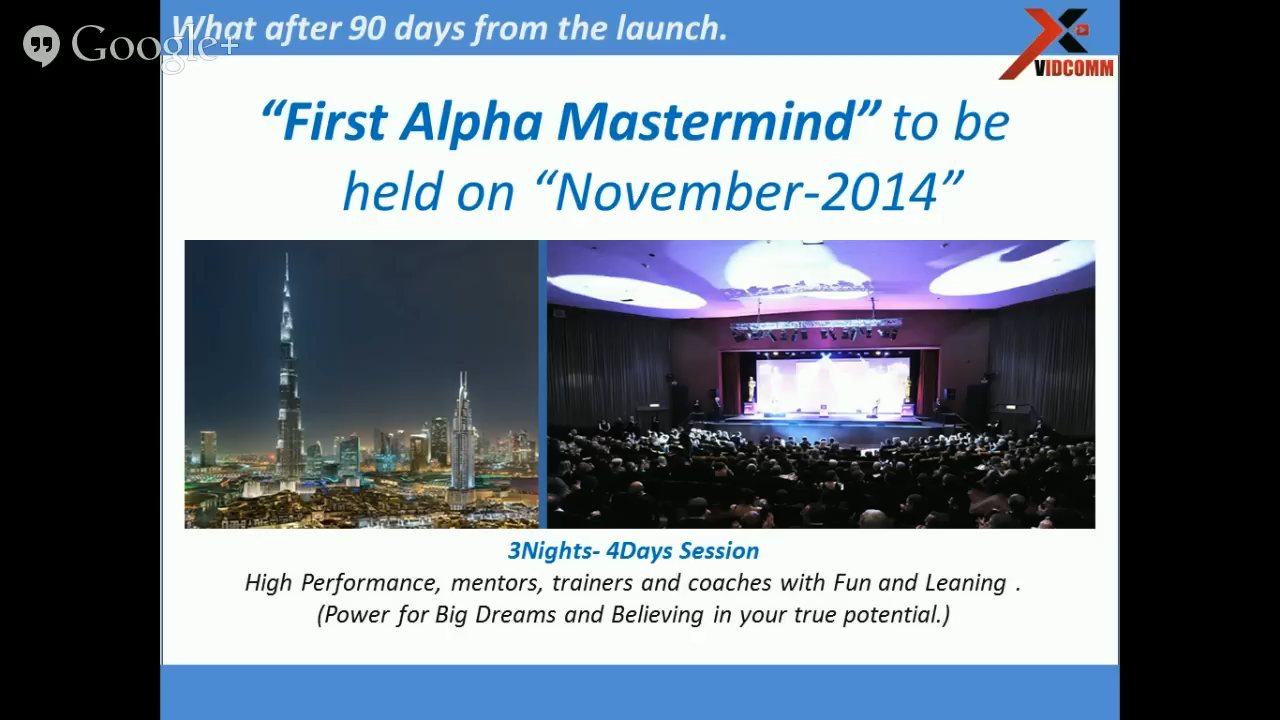 What after 90 days from the launch.
Google+
VIDCOMM
“First Alpha Mastermind” to be
held on “November-2014”
3Nights- 4Days Session
High Performance, mentors, trainers and coaches with Fun and Leaning .
(Power for Big Dreams and Believing in your true potential.)